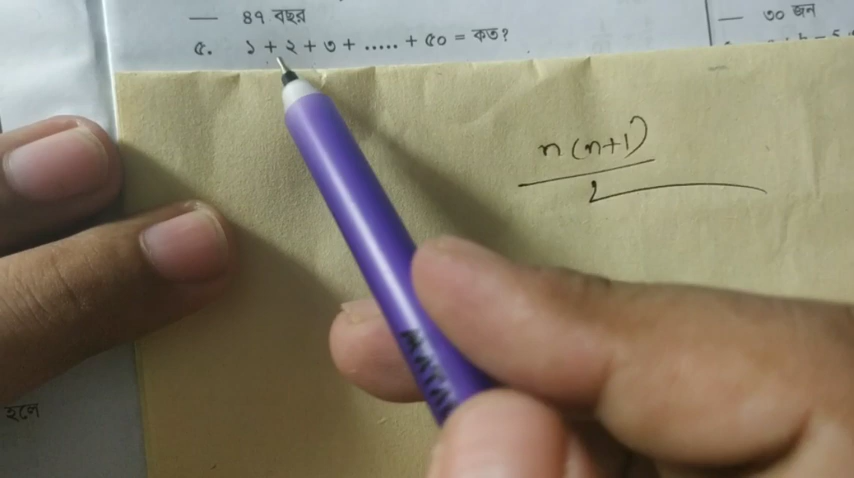 — ৪৭ বছর
— ৩০ জন
৫. ১ + ২ + ৩ + ..... + ৫০ = কত?
n(n+1)
2
হলে